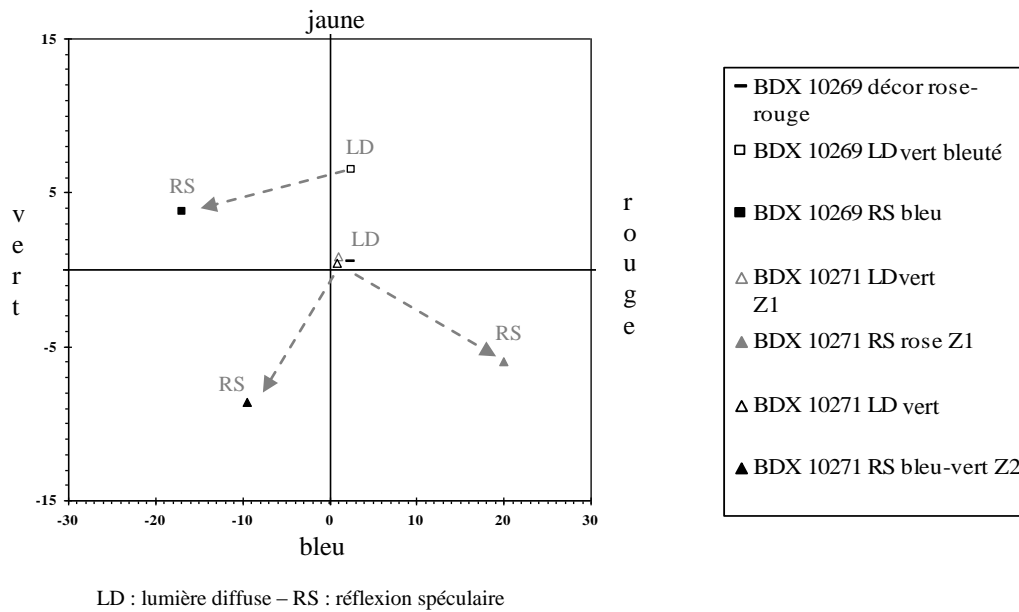 jaune
15
5
-5
-15
-30
-20
-10
0
10
20
30
vert
rouge
bleu
LD
RS
LD
RS
RS
BDX 10269 décor rose-
rouge
BDX 10269 LD vert bleuté
BDX 10269 RS bleu
BDX 10271 LD vert
Z1
BDX 10271 RS rose Z1
BDX 10271 LD vert
BDX 10271 RS bleu-vert Z2
LD : lumière diffuse – RS : réflexion spéculaire